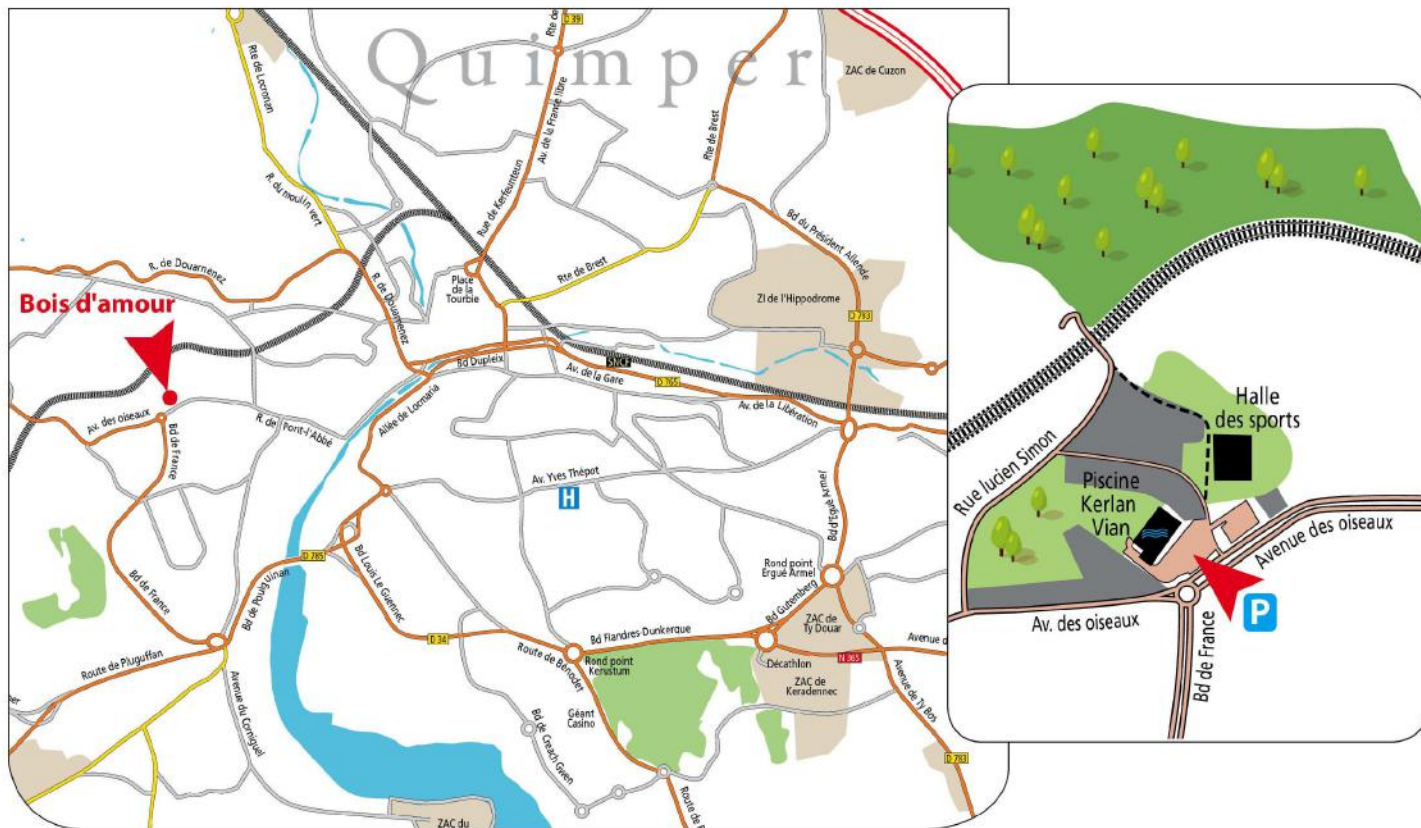 Quimper
D 39
Rte de
Rte de Locronan
ZAC de Cuzon
Av. de la France libre
Rte de Brest
R. du moulin vert
Rue de Kerfeunteun
Bd du Président Allende
R. de Douarnenez
Place
de la
Tourbie
Rte de Brest
ZI de l'Hippodrome
Bois d'amour
R. de Douarnenez
D 783
Bd Dupleix
SNCF
Av. de la Gare
D 765
Av. de la Libération
Av. des oiseaux
R. de Pont-l'Abbé
Allée de Locmaria
Bd de France
Av. Yves Thépot
H
Bd d'Ergué Armel
D 785
Bd de Poulguinan
Bd Louis Le Guennec
Rond point
Ergué Armel
Bd de France
Bd Gutemberg
ZAC de
Ty Douar
D 34
Bd Flandres-Dunkerque
Avenue d
Route de Pluguffan
Route de Bénodet
Rond point
Kerustum
Décathlon
N 365
ZAC de
Keradennec
per
Avenue du Corniguel
Géant
Casino
Bd de Creach Gwen
Avenue de Ty Bos
D 783
Route de
ZAC du
Halle
des sports
Rue lucien Simon
Piscine
Kerlan
Vian
Avenue des oiseaux
Av. des oiseaux
P
Bd de France